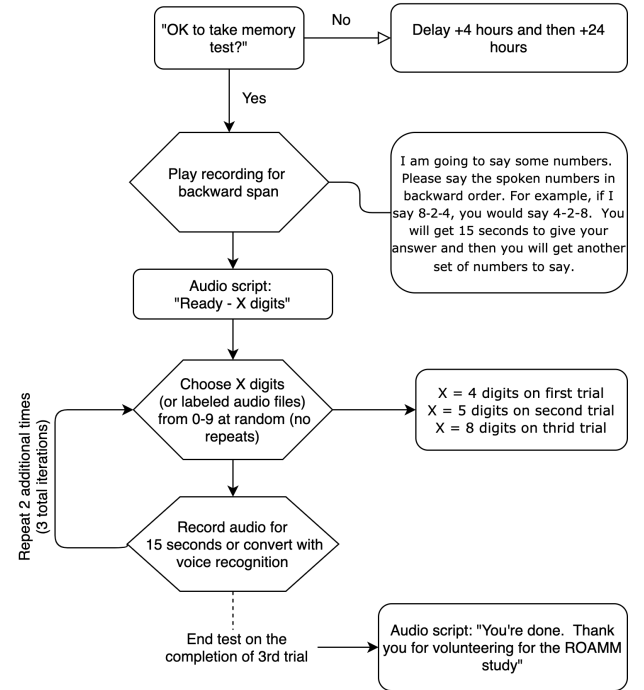 "OK to take memory
test?"
No
Delay +4 hours and then +24
hours
Yes
Play recording for
backward span
I am going to say some numbers.
Please say the spoken numbers in
backward order. For example, if I
say 8-2-4, you would say 4-2-8.  You
will get 15 seconds to give your
answer and then you will get another
set of numbers to say.
Audio script:
"Ready - X digits"
Choose X digits
(or labeled audio files)
from 0-9 at random (no
repeats)
X = 4 digits on first trial
X = 5 digits on second trial
X = 8 digits on thrid trial
Repeat 2 additional times
(3 total iterations)
Record audio for
15 seconds or convert with
voice recognition
End test on the
completion of 3rd trial
Audio script: "You're done.  Thank
you for volunteering for the ROAMM
study"